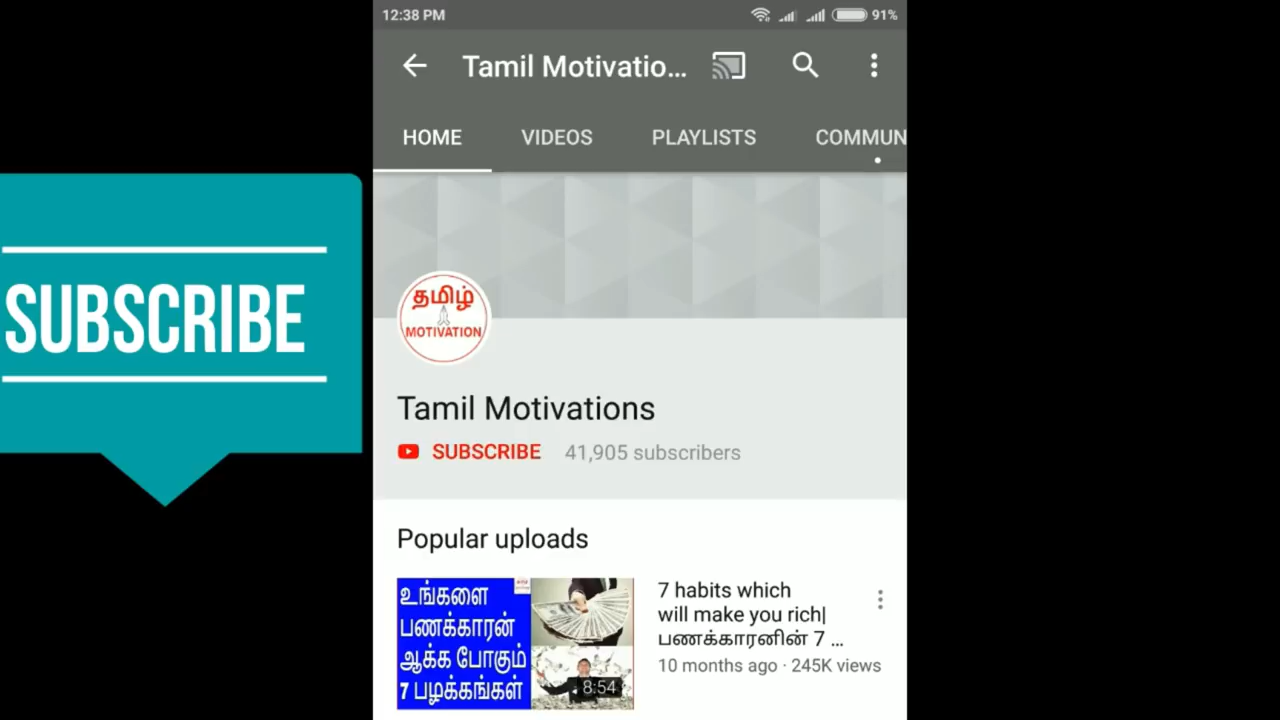 12:38 PM
91%
Tamil Motivatio...
HOME
VIDEOS
PLAYLISTS
COMMUN
SUBSCRIBE
தமிழ்
MOTIVATION
Tamil Motivations
SUBSCRIBE
41,905 subscribers
Popular uploads
உங்களை
பணக்காரன்
ஆக்க போகும்
7 பழக்கங்கள்
8:54
7 habits which
will make you rich|
பணக்காரனின் 7 ...
10 months ago · 245K views